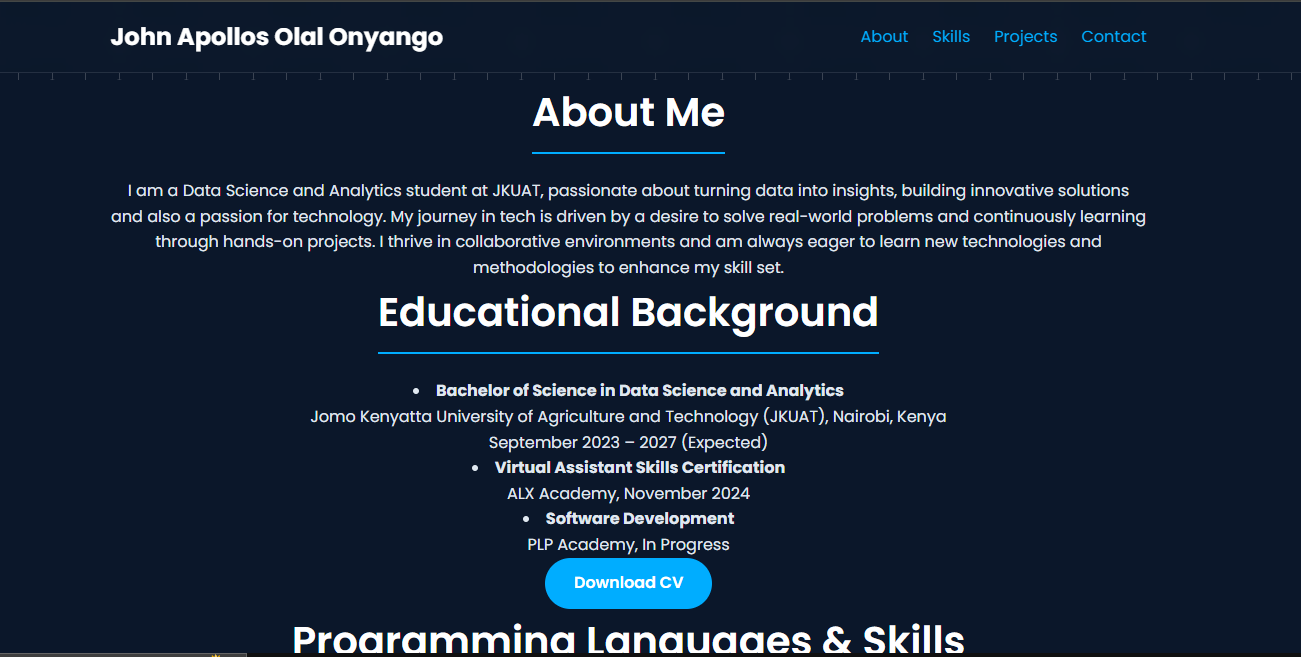 John Apollos Olal Onyango
About Skills Projects Contact
About Me
I am a Data Science and Analytics student at JKUAT, passionate about turning data into insights, building innovative solutions
and also a passion for technology. My journey in tech is driven by a desire to solve real-world problems and continuously learning
through hands-on projects. I thrive in collaborative environments and am always eager to learn new technologies and
methodologies to enhance my skill set.
Educational Background
• Bachelor of Science in Data Science and Analytics
Jomo Kenyatta University of Agriculture and Technology (JKUAT), Nairobi, Kenya
September 2023 – 2027 (Expected)
• Virtual Assistant Skills Certification
ALX Academy, November 2024
• Software Development
PLP Academy, In Progress
Download CV
Programming Languages & Skills